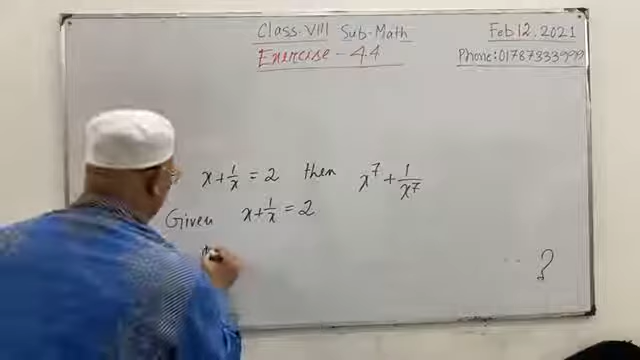 Class-VIII Sub-Math
Exercise - 4.4
Feb 12, 2021
Phone: 01787333999
x + 1/x = 2 then x^7 + 1/x^7
Given x + 1/x = 2
?